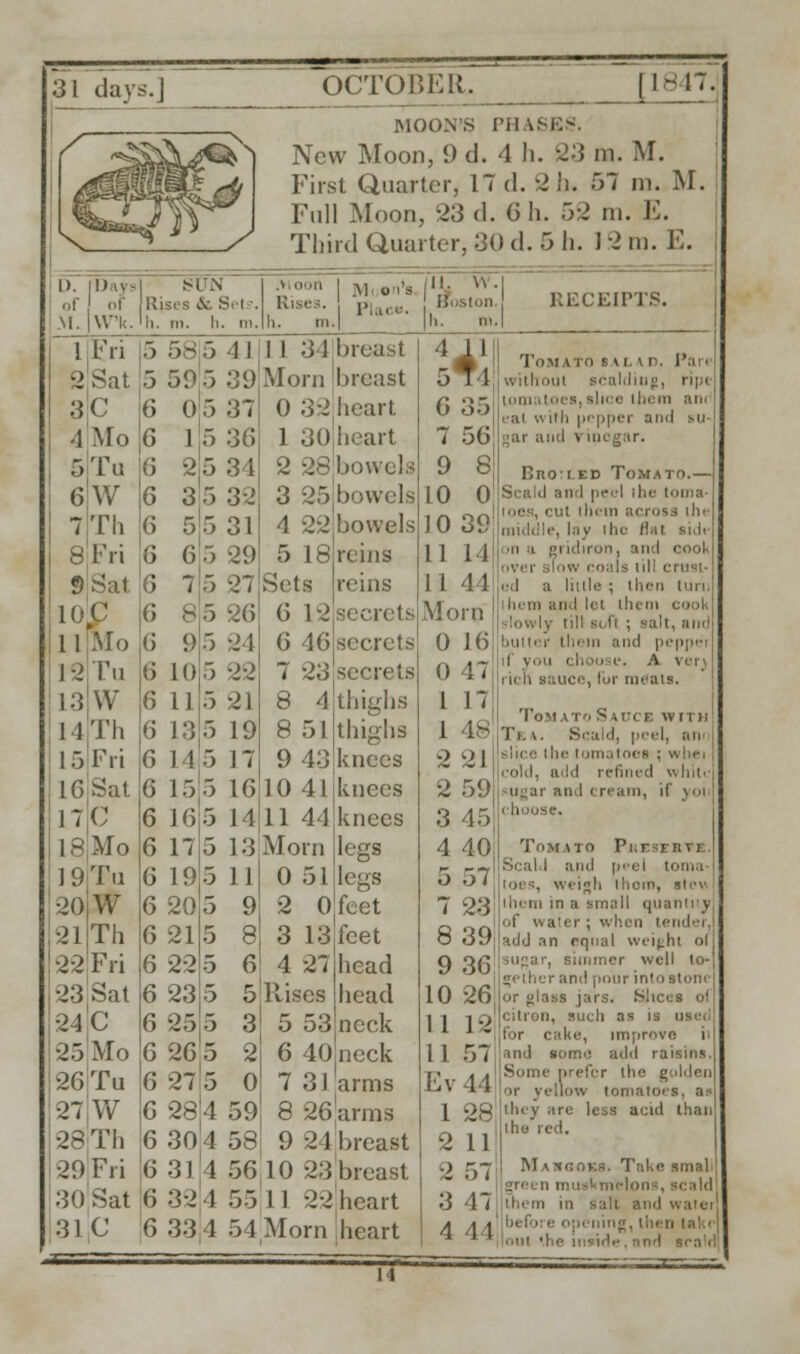 31 days.] OCTOBER. [1847.
MOON'S PHASES.
New Moon, 9 d. 4 h. 23 m. M.
First Quarter, 17 d. 2 h. 57 m. M.
Full Moon, 23 d. 6 h. 52 m. E.
Third Quarter, 30 d. 5 h. 12 m. E.
D. of M. | Days of W'k. | SUN Rises & Sets. h. m. h. m. | Moon Rises. h. m. | Moon's Place. | H. W. Boston. h. m. | RECEIPTS.
1 Fri 5 58 5 41 11 34 breast 4 11
2 Sat 5 59 5 39 Morn breast 5 14
3 C 6 0 5 37 0 32 heart 6 35
4 Mo 6 1 5 36 1 30 heart 7 56
5 Tu 6 2 5 34 2 28 bowels 9 8
6 W 6 3 5 32 3 25 bowels 10 0
7 Th 6 5 5 31 4 22 bowels 10 39
8 Fri 6 6 5 29 5 18 reins 11 14
9 Sat 6 7 5 27 Sets reins 11 44
10 C 6 8 5 26 6 12 secrets Morn
11 Mo 6 9 5 24 6 46 secrets 0 16
12 Tu 6 10 5 22 7 23 secrets 0 47
13 W 6 11 5 21 8 4 thighs 1 17
14 Th 6 13 5 19 8 51 thighs 1 48
15 Fri 6 14 5 17 9 43 knees 2 21
16 Sat 6 15 5 16 10 41 knees 2 59
17 C 6 16 5 14 11 44 knees 3 45
18 Mo 6 17 5 13 Morn legs 4 40
19 Tu 6 19 5 11 0 51 legs 5 57
20 W 6 20 5 9 2 0 feet 7 23
21 Th 6 21 5 8 3 13 feet 8 39
22 Fri 6 22 5 6 4 27 head 9 36
23 Sat 6 23 5 5 Rises head 10 26
24 C 6 25 5 3 5 53 neck 11 12
25 Mo 6 26 5 2 6 40 neck 11 57
26 Tu 6 27 5 0 7 31 arms Ev 44
27 W 6 28 4 59 8 26 arms 1 28
28 Th 6 30 4 58 9 24 breast 2 11
29 Fri 6 31 4 56 10 23 breast 2 57
30 Sat 6 32 4 55 11 22 heart 3 47
31 C 6 33 4 54 Morn heart 4 44
TOMATO SALAD. Pare
without scalding, ripe
tomatoes, slice them and
eat with pepper and su-
gar and vinegar.
BROILED TOMATO.—
Scald and peel the toma-
toes, cut them across the
middle, lay the flat side
on a gridiron, and cook
over slow coals till crust-
ed a little; then turn
them and let them cook
slowly till soft; salt, and
butter them and pepper
if you choose. A very
rich sauce, for meats.
TOMATO SAUCE WITH
TEA. Scald, peel, and
slice the tomatoes; when
cold, add refined white
sugar and cream, if you
choose.
TOMATO PRESERVE.
Scald and peel toma-
toes, weigh them, stew
them in a small quantity
of water; when tender,
add an equal weight of
sugar, simmer well to-
gether and pour into stone
or glass jars. Slices of
citron, such as is used
for cake, improve it
and some add raisins.
Some prefer the golden
or yellow tomatoes, as
they are less acid than
the red.
MANGOES. Take small
green muskmelons, scald
them in salt and water
before opening, then take
out the inside, and scald
14